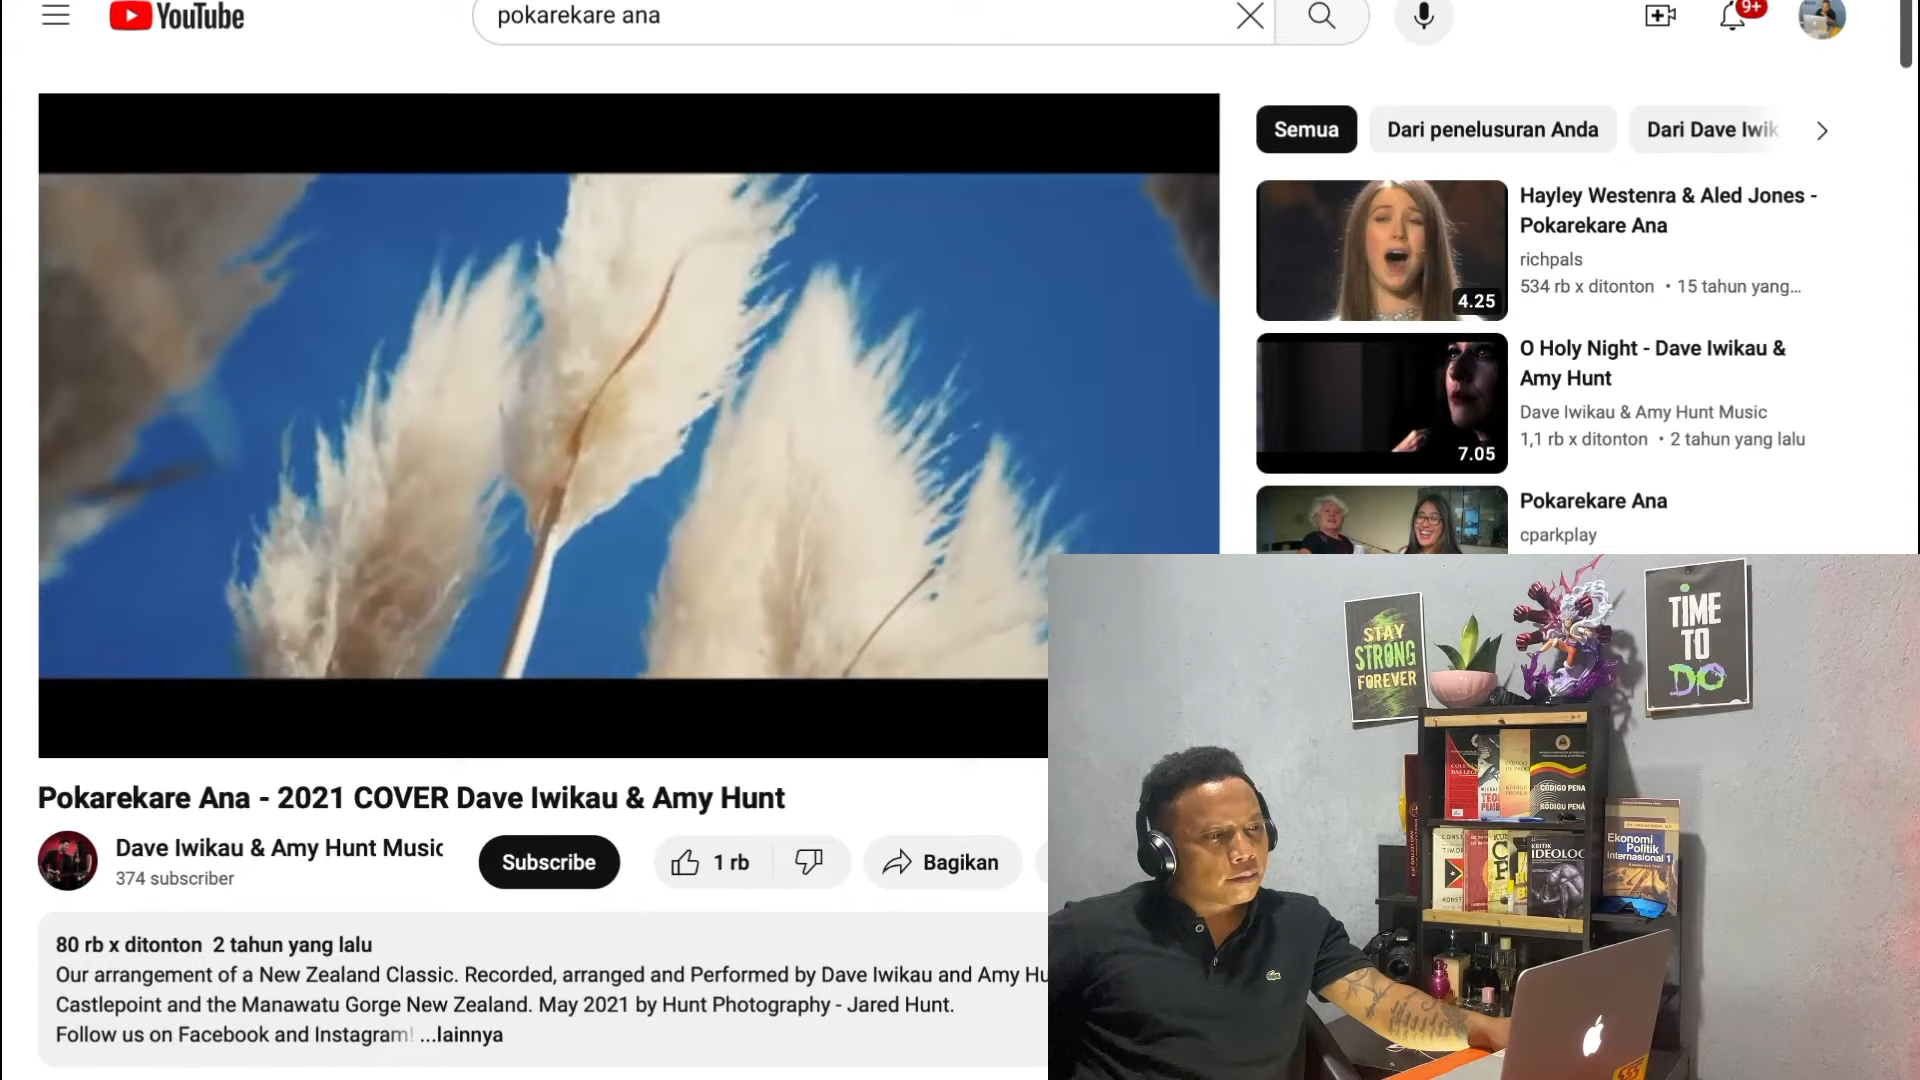 YouTube
pokarekare ana
9+
Semua
Dari penelusuran Anda
Dari Dave Iwik
Hayley Westenra & Aled Jones -
Pokarekare Ana
richpals
534 rb x ditonton • 15 tahun yang...
4.25
O Holy Night - Dave Iwikau &
Amy Hunt
Dave Iwikau & Amy Hunt Music
1,1 rb x ditonton • 2 tahun yang lalu
7.05
Pokarekare Ana
cparkplay
Pokarekare Ana - 2021 COVER Dave Iwikau & Amy Hunt
Dave Iwikau & Amy Hunt Music
374 subscriber
Subscribe
1 rb
Bagikan
80 rb x ditonton 2 tahun yang lalu
Our arrangement of a New Zealand Classic. Recorded, arranged and Performed by Dave Iwikau and Amy Hu
Castlepoint and the Manawatu Gorge New Zealand. May 2021 by Hunt Photography - Jared Hunt.
Follow us on Facebook and Instagram! ...lainnya
STAY
STRONG
FOREVER
TIME
TO
DO
CÓDIGO PENA
KÓDIGU PENÁ
KRITIK
IDEOLOG
Ekonomi
Politik
Internasional 1